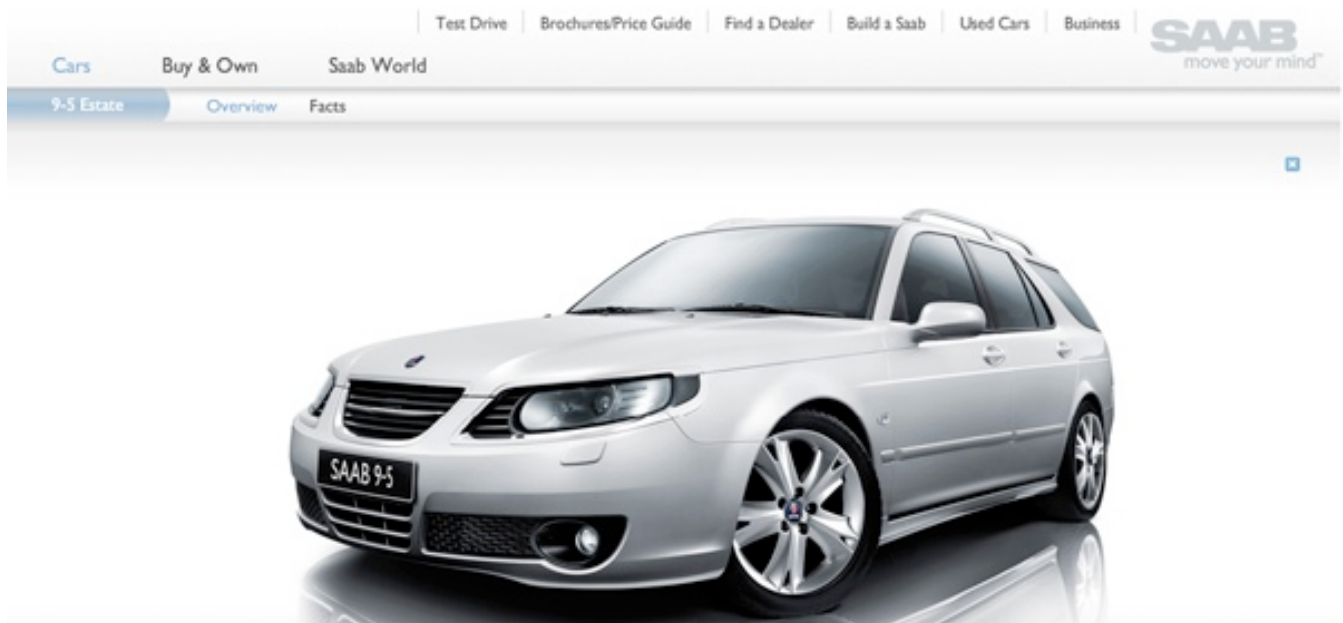 Test Drive Brochures/Price Guide Find a Dealer Build a Saab Used Cars Business
SAAB
move your mind™
Cars Buy & Own Saab World
9-5 Estate Overview Facts
SAAB 9-5